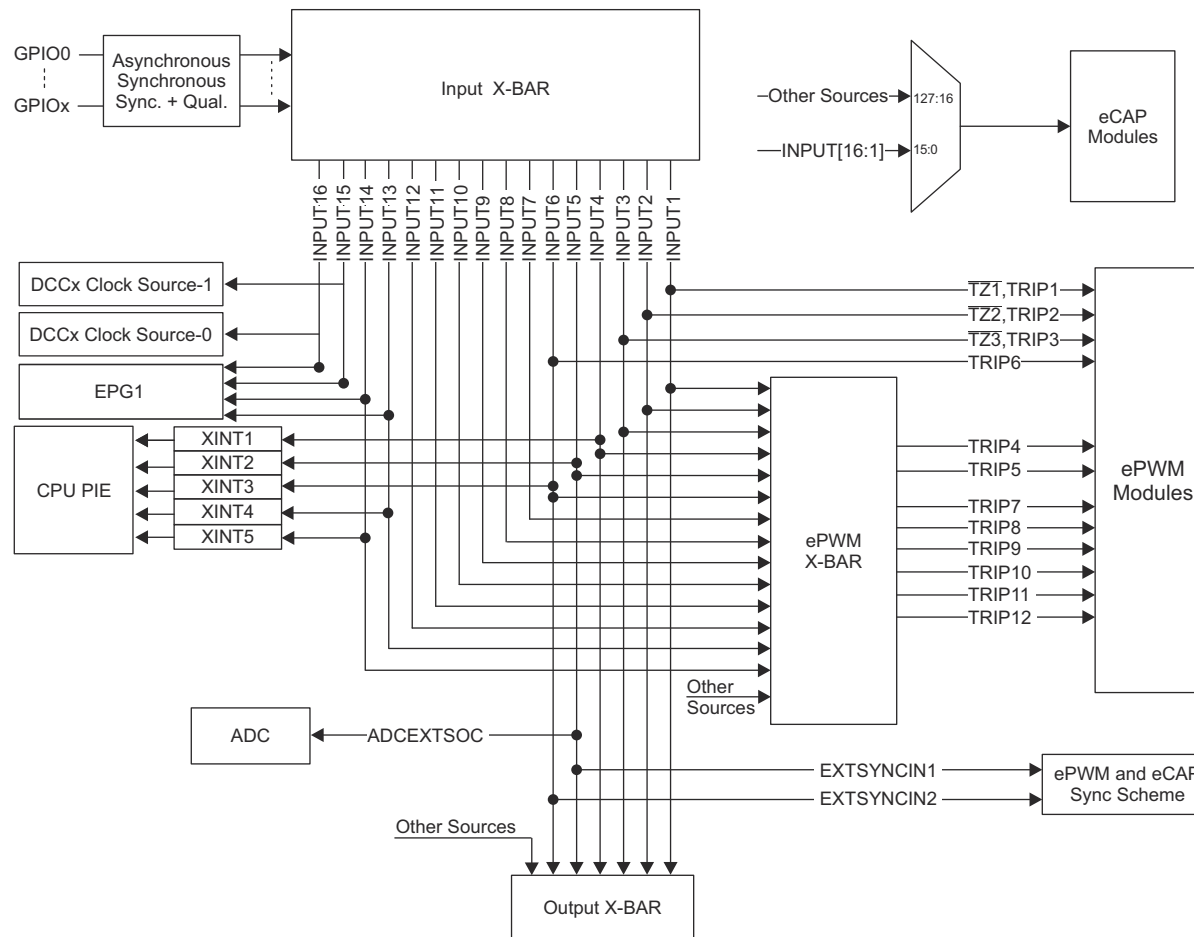 GPIO0
GPIOx
Asynchronous
Synchronous
Sync. + Qual.
Input X-BAR
Other Sources
127:16
INPUT[16:1]
15:0
eCAP
Modules
INPUT16
INPUT15
INPUT14
INPUT13
INPUT12
INPUT11
INPUT10
INPUT9
INPUT8
INPUT7
INPUT6
INPUT5
INPUT4
INPUT3
INPUT2
INPUT1
DCCx Clock Source-1
DCCx Clock Source-0
EPG1
CPU PIE
XINT1
XINT2
XINT3
XINT4
XINT5
TZ1,TRIP1
TZ2,TRIP2
TZ3,TRIP3
TRIP6
ePWM
X-BAR
TRIP4
TRIP5
TRIP7
TRIP8
TRIP9
TRIP10
TRIP11
TRIP12
ePWM
Modules
Other
Sources
ADC
ADCEXTSOC
EXTSYNCIN1
EXTSYNCIN2
ePWM and eCAP
Sync Scheme
Other Sources
Output X-BAR